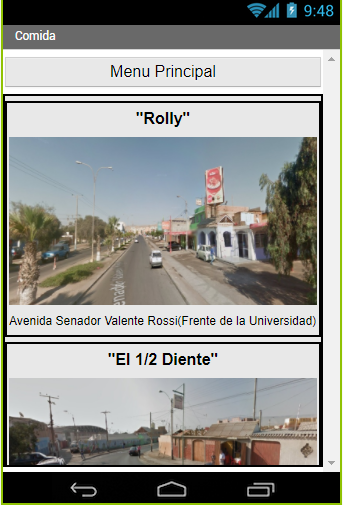 9:48
Comida
Menu Principal
"Rolly"
Avenida Senador Valente Rossi(Frente de la Universidad)
"El 1/2 Diente"